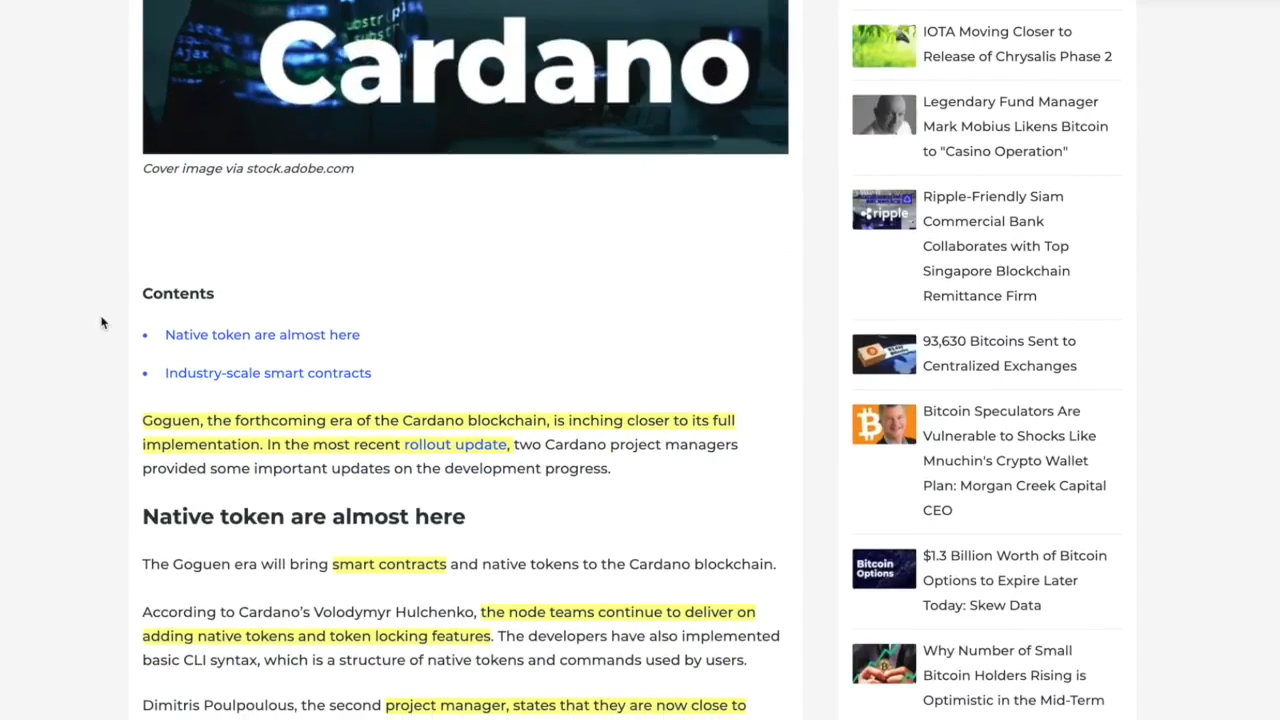 Cardano
Cover image via stock.adobe.com
Contents
• Native token are almost here
• Industry-scale smart contracts
Goguen, the forthcoming era of the Cardano blockchain, is inching closer to its full
implementation. In the most recent rollout update, two Cardano project managers
provided some important updates on the development progress.
Native token are almost here
The Goguen era will bring smart contracts and native tokens to the Cardano blockchain.
According to Cardano’s Volodymyr Hulchenko, the node teams continue to deliver on
adding native tokens and token locking features. The developers have also implemented
basic CLI syntax, which is a structure of native tokens and commands used by users.
Dimitris Poulpoulous, the second project manager, states that they are now close to
IOTA Moving Closer to
Release of Chrysalis Phase 2
Legendary Fund Manager
Mark Mobius Likens Bitcoin
to "Casino Operation"
ripple
Ripple-Friendly Siam
Commercial Bank
Collaborates with Top
Singapore Blockchain
Remittance Firm
93,630 Bitcoins Sent to
Centralized Exchanges
Bitcoin Speculators Are
Vulnerable to Shocks Like
Mnuchin's Crypto Wallet
Plan: Morgan Creek Capital
CEO
Bitcoin
Options
$1.3 Billion Worth of Bitcoin
Options to Expire Later
Today: Skew Data
Why Number of Small
Bitcoin Holders Rising is
Optimistic in the Mid-Term